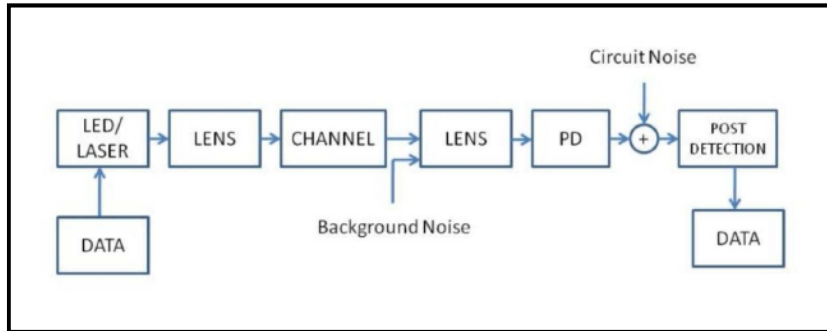 Circuit Noise
LED/
LASER
LENS
CHANNEL
LENS
PD
+
POST
DETECTION
Background Noise
DATA
DATA